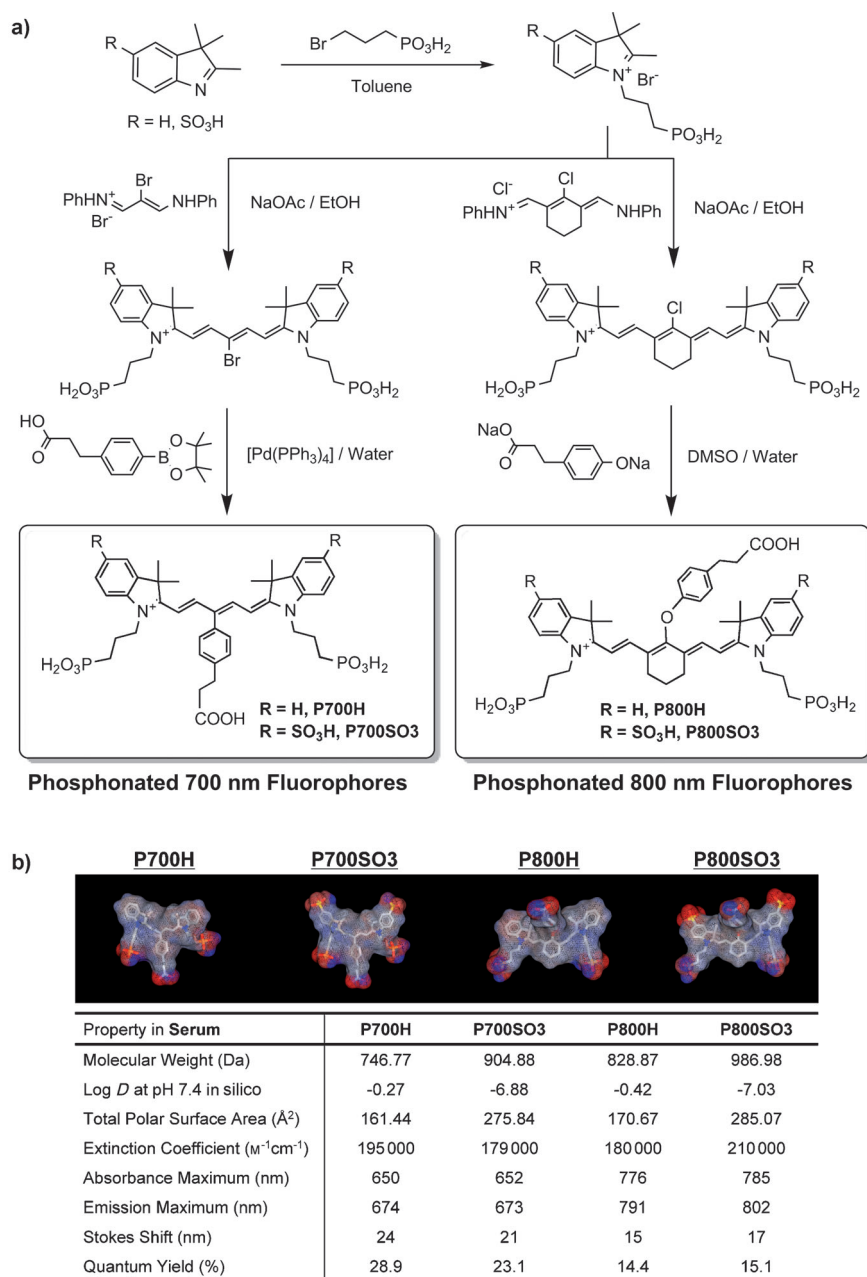 a)
R
N
R = H, SO3H
Br
PO3H2
Toluene
R
N+
Br-
PO3H2
Br
PhHN+
NHPh
Br-
NaOAc / EtOH
Cl-
Cl
PhHN+
NHPh
NaOAc / EtOH
R
R
N+
Br
N
H2O3P
PO3H2
R
R
Cl
N+
N
H2O3P
PO3H2
HO
O
B
O
O
[Pd(PPh3)4] / Water
NaO
O
ONa
DMSO / Water
R
R
N+
N
H2O3P
PO3H2
COOH
R = H, P700H
R = SO3H, P700SO3
COOH
R
O
R
N+
N
H2O3P
PO3H2
R = H, P800H
R = SO3H, P800SO3
Phosphonated 700 nm Fluorophores
Phosphonated 800 nm Fluorophores
b)
P700H P700SO3 P800H P800SO3
Property in Serum P700H P700SO3 P800H P800SO3
Molecular Weight (Da) 746.77 904.88 828.87 986.98
Log D at pH 7.4 in silico -0.27 -6.88 -0.42 -7.03
Total Polar Surface Area (Å²) 161.44 275.84 170.67 285.07
Extinction Coefficient (M⁻¹cm⁻¹) 195 000 179 000 180 000 210 000
Absorbance Maximum (nm) 650 652 776 785
Emission Maximum (nm) 674 673 791 802
Stokes Shift (nm) 24 21 15 17
Quantum Yield (%) 28.9 23.1 14.4 15.1